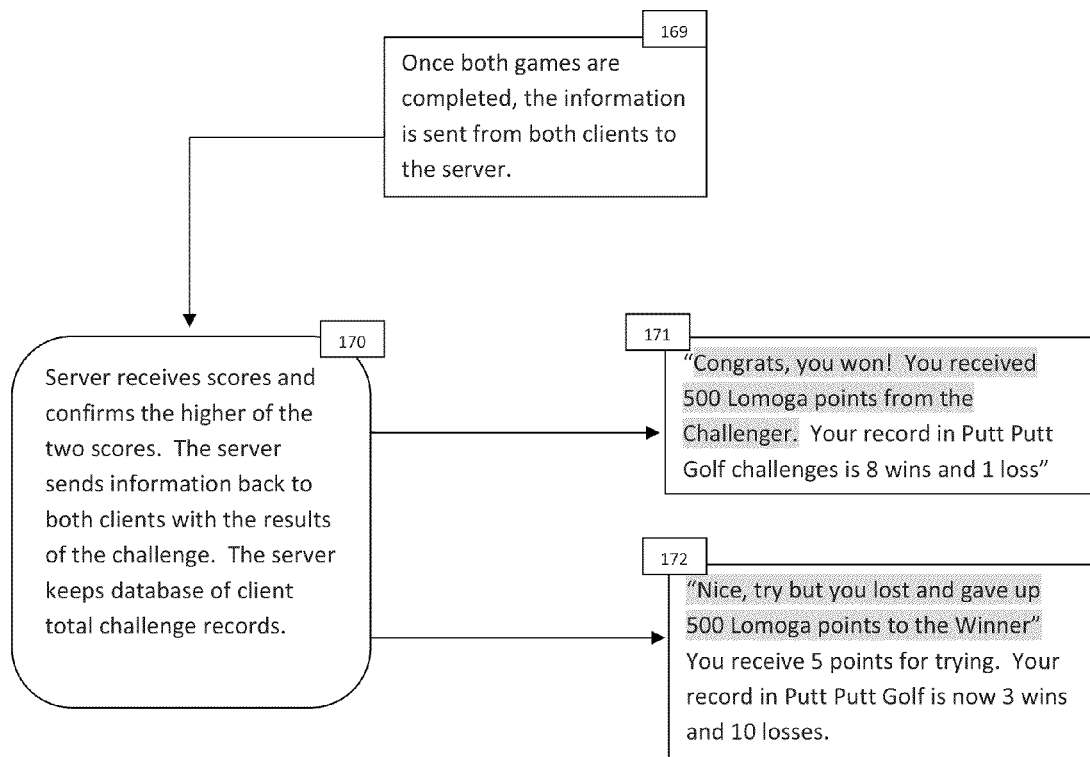 169
Once both games are
completed, the information
is sent from both clients to
the server.
170
Server receives scores and
confirms the higher of the
two scores.  The server
sends information back to
both clients with the results
of the challenge.  The server
keeps database of client
total challenge records.
171
“Congrats, you won!  You received
500 Lomoga points from the
Challenger.  Your record in Putt Putt
Golf challenges is 8 wins and 1 loss”
172
“Nice, try but you lost and gave up
500 Lomoga points to the Winner”
You receive 5 points for trying.  Your
record in Putt Putt Golf is now 3 wins
and 10 losses.